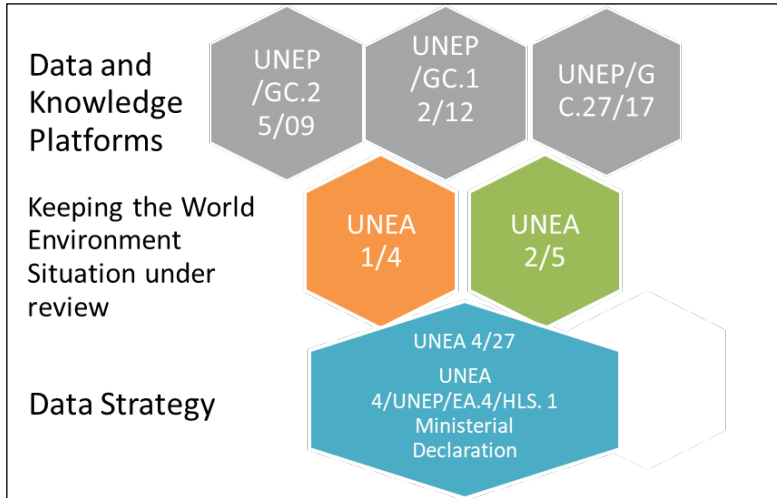 Data and
Knowledge
Platforms
UNEP
/GC.2
5/09
UNEP
/GC.1
2/12
UNEP/G
C.27/17
Keeping the World
Environment
Situation under
review
UNEA
1/4
UNEA
2/5
Data Strategy
UNEA 4/27
UNEA
4/UNEP/EA.4/HLS. 1
Ministerial
Declaration